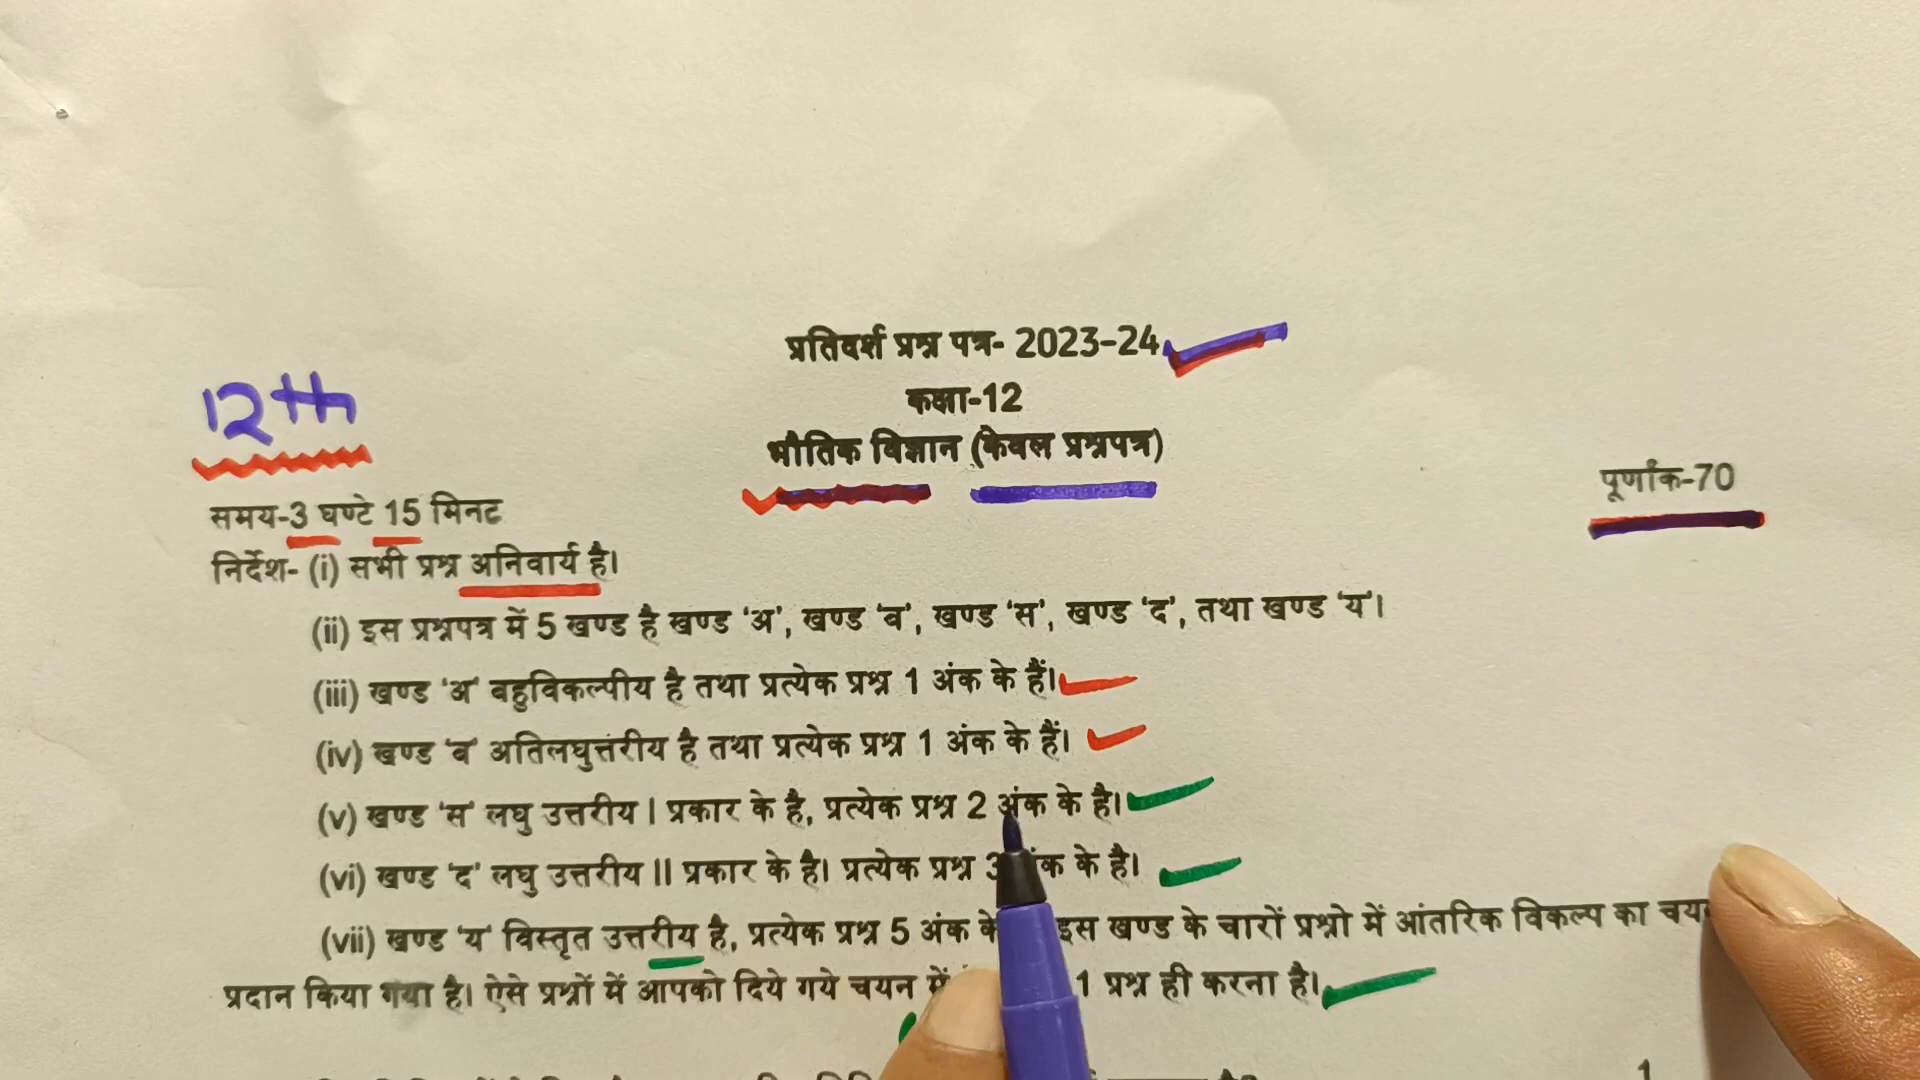 प्रतिदर्श प्रश्न पत्र- 2023-24
12th
कक्षा-12
भौतिक विज्ञान (केवल प्रश्नपत्र)
पूर्णांक-70
समय-3 घण्टे 15 मिनट
निर्देश- (i) सभी प्रश्न अनिवार्य है।
(ii) इस प्रश्नपत्र में 5 खण्ड है खण्ड 'अ', खण्ड 'व', खण्ड 'स', खण्ड 'द', तथा खण्ड 'य'।
(iii) खण्ड 'अ' वहुविकल्पीय है तथा प्रत्येक प्रश्न 1 अंक के हैं।
(iv) खण्ड 'व' अतिलघुत्तरीय है तथा प्रत्येक प्रश्न 1 अंक के हैं।
(v) खण्ड 'स' लघु उत्तरीय I प्रकार के है, प्रत्येक प्रश्न 2 अंक के है।
(vi) खण्ड 'द' लघु उत्तरीय II प्रकार के है। प्रत्येक प्रश्न 3 अंक के है।
(vii) खण्ड 'य' विस्तृत उत्तरीय है, प्रत्येक प्रश्न 5 अंक के इस खण्ड के चारों प्रश्नो में आंतरिक विकल्प का
प्रदान किया गया है। ऐसे प्रश्नों में आपको दिये गये चयन में 1 प्रश्न ही करना है।
1